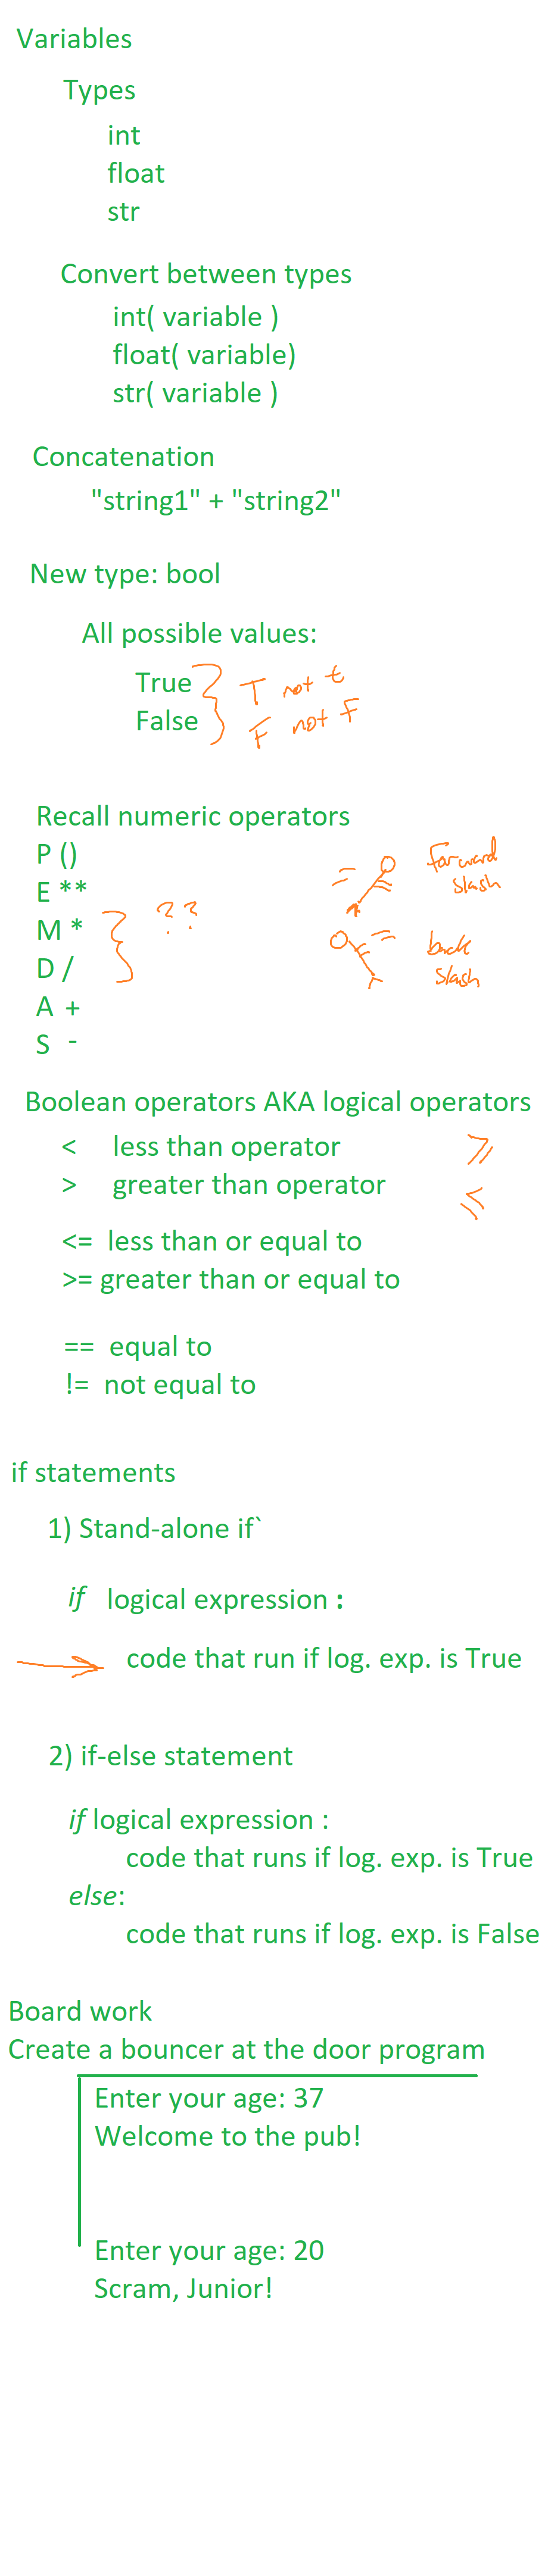 Variables
Types
int
float
str
Convert between types
int( variable )
float( variable)
str( variable )
Concatenation
"string1" + "string2"
New type: bool
All possible values:
True
False
T not t
F not F
Recall numeric operators
P ()
E **
M *
D /
A +
S -
? ?
forward
slash
back
slash
Boolean operators AKA logical operators
< less than operator
> greater than operator
<= less than or equal to
>= greater than or equal to
≥
≤
== equal to
!= not equal to
if statements
1) Stand-alone if`
if logical expression :
code that run if log. exp. is True
2) if-else statement
if logical expression :
code that runs if log. exp. is True
else:
code that runs if log. exp. is False
Board work
Create a bouncer at the door program
Enter your age: 37
Welcome to the pub!
Enter your age: 20
Scram, Junior!